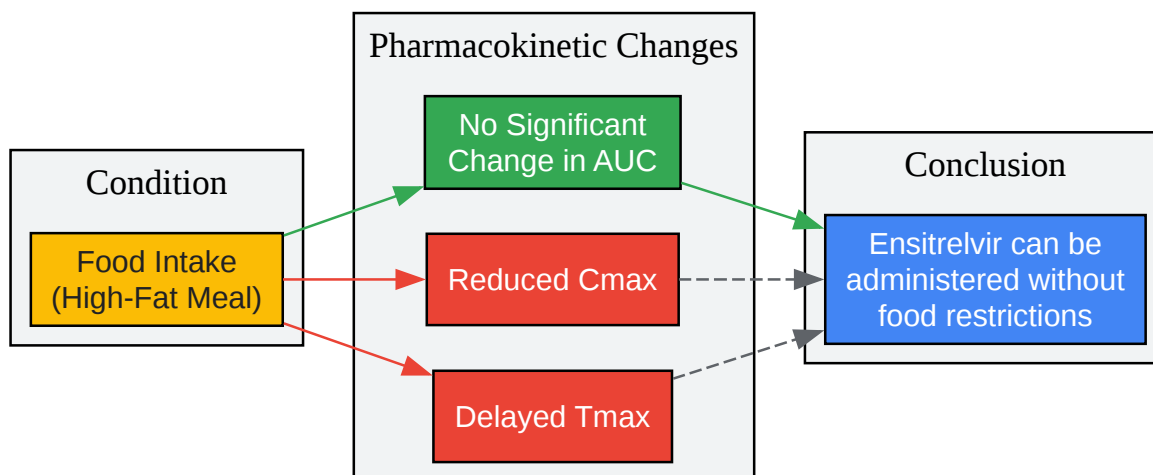 Condition
Food Intake
(High-Fat Meal)
Pharmacokinetic Changes
No Significant
Change in AUC
Reduced Cmax
Delayed Tmax
Conclusion
Ensitrelvir can be
administered without
food restrictions